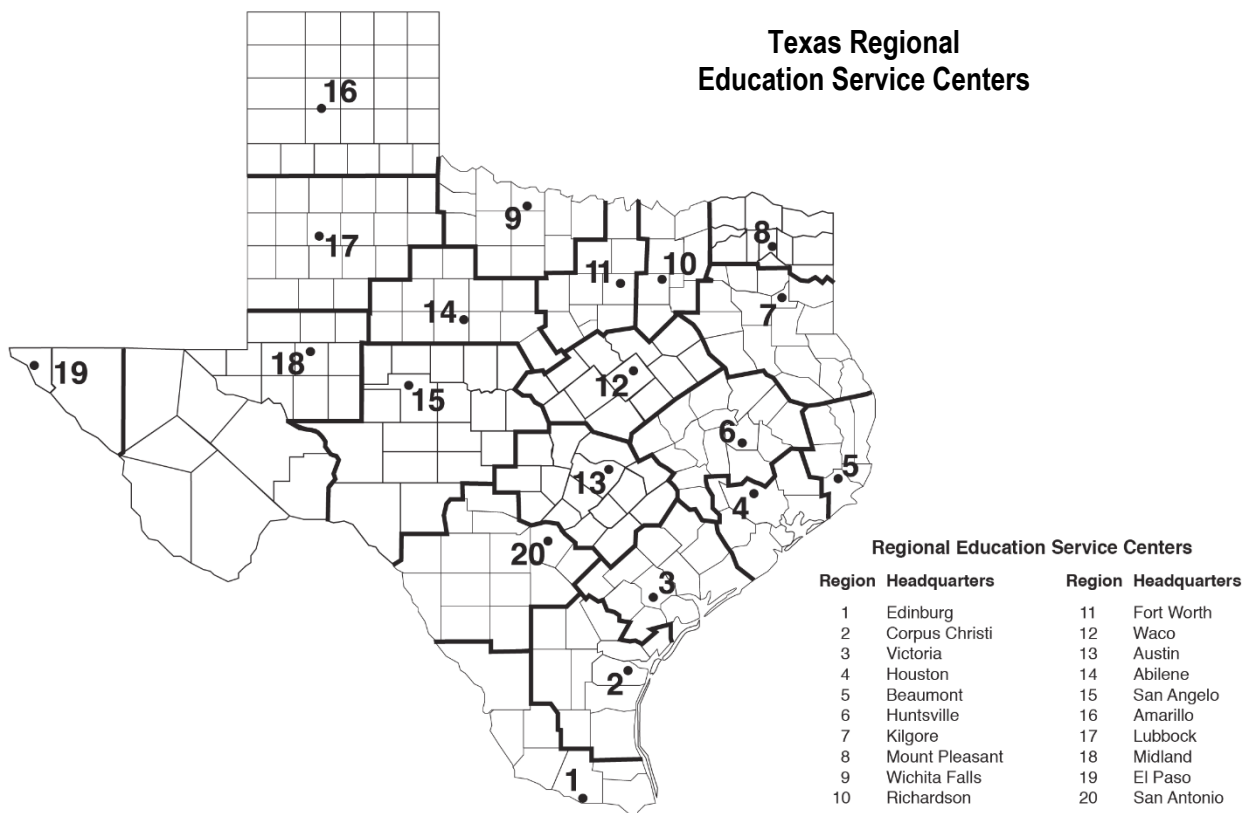 Texas Regional
Education Service Centers
16
9
8
17
11
10
7
14
18
19
12
15
6
5
13
4
20
3
2
1
Regional Education Service Centers
Region Headquarters Region Headquarters
1 Edinburg 11 Fort Worth
2 Corpus Christi 12 Waco
3 Victoria 13 Austin
4 Houston 14 Abilene
5 Beaumont 15 San Angelo
6 Huntsville 16 Amarillo
7 Kilgore 17 Lubbock
8 Mount Pleasant 18 Midland
9 Wichita Falls 19 El Paso
10 Richardson 20 San Antonio